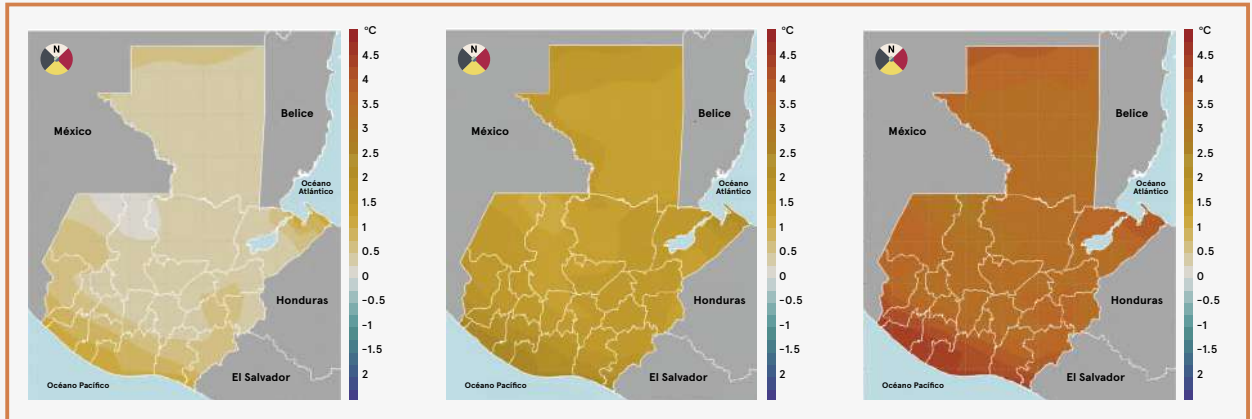 N
México
Belice
Océano
Atlántico
Honduras
El Salvador
Océano Pacífico
°C
4.5
4
3.5
3
2.5
2
1.5
1
0.5
0
-0.5
-1
-1.5
2
N
México
Belice
Océano
Atlántico
Honduras
El Salvador
Océano Pacífico
°C
4.5
4
3.5
3
2.5
2
1.5
1
0.5
0
-0.5
-1
-1.5
2
N
México
Belice
Océano
Atlántico
Honduras
El Salvador
Océano Pacífico
°C
4.5
4
3.5
3
2.5
2
1.5
1
0.5
0
-0.5
-1
-1.5
2